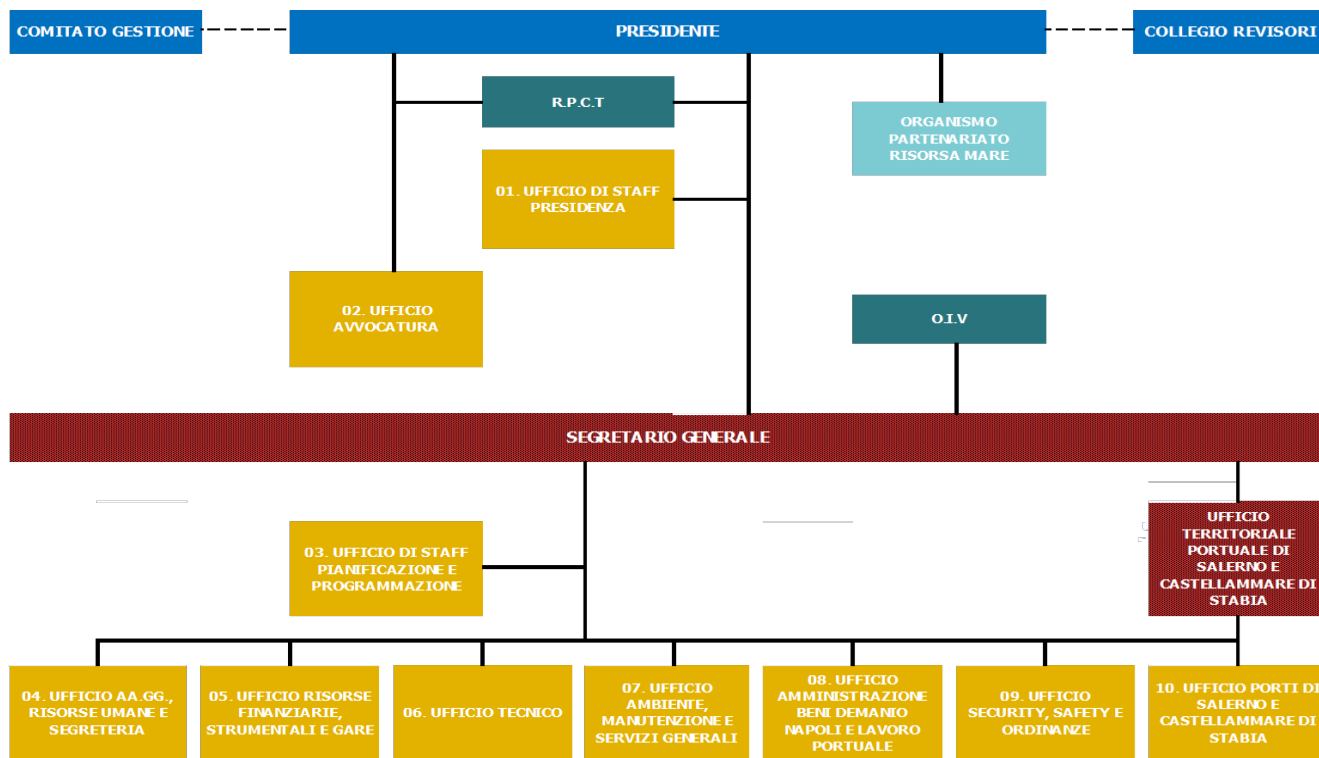 COMITATO GESTIONE
PRESIDENTE
COLLEGIO REVISORI
R.P.C.T
ORGANISMO
PARTENARIATO
RISORSA MARE
01. UFFICIO DI STAFF
PRESIDENZA
02. UFFICIO
AVVOCATURA
O.I.V
SEGRETARIO GENERALE
03. UFFICIO DI STAFF
PIANIFICAZIONE E
PROGRAMMAZIONE
UFFICIO
TERRITORIALE
PORTUALE DI
SALERNO E
CASTELLAMMARE DI
STABIA
04. UFFICIO AA.GG.,
RISORSE UMANE E
SEGRETERIA
05. UFFICIO RISORSE
FINANZIARIE,
STRUMENTALI E GARE
06. UFFICIO TECNICO
07. UFFICIO
AMBIENTE,
MANUTENZIONE E
SERVIZI GENERALI
08. UFFICIO
AMMINISTRAZIONE
BENI DEMANIO
NAPOLI E LAVORO
PORTUALE
09. UFFICIO
SECURITY, SAFETY E
ORDINANZE
10. UFFICIO PORTI DI
SALERNO E
CASTELLAMMARE DI
STABIA